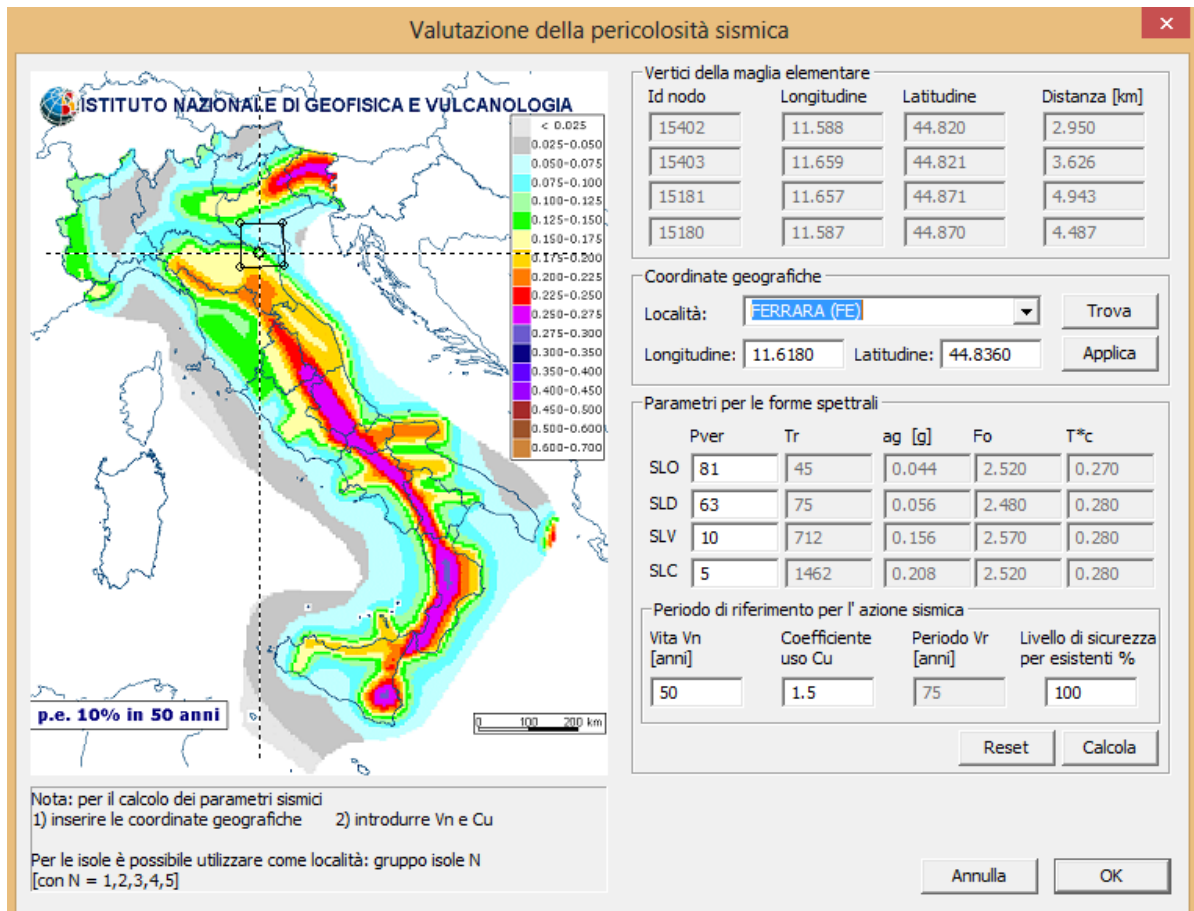 Valutazione della pericolosità sismica
ISTITUTO NAZIONALE DI GEOFISICA E VULCANOLOGIA
< 0.025
0.025-0.050
0.050-0.075
0.075-0.100
0.100-0.125
0.125-0.150
0.150-0.175
0.175-0.200
0.200-0.225
0.225-0.250
0.250-0.275
0.275-0.300
0.300-0.350
0.350-0.400
0.400-0.450
0.450-0.500
0.500-0.600
0.600-0.700
p.e. 10% in 50 anni
0 100 200 km
Nota: per il calcolo dei parametri sismici
1) inserire le coordinate geografiche 2) introdurre Vn e Cu
Per le isole è possibile utilizzare come località: gruppo isole N
[con N = 1,2,3,4,5]
Vertici della maglia elementare
Id nodo Longitudine Latitudine Distanza [km]
15402 11.588 44.820 2.950
15403 11.659 44.821 3.626
15181 11.657 44.871 4.943
15180 11.587 44.870 4.487
Coordinate geografiche
Località: FERRARA (FE) Trova
Longitudine: 11.6180 Latitudine: 44.8360 Applica
Parametri per le forme spettrali
Pver Tr ag [g] Fo T*c
SLO 81 45 0.044 2.520 0.270
SLD 63 75 0.056 2.480 0.280
SLV 10 712 0.156 2.570 0.280
SLC 5 1462 0.208 2.520 0.280
Periodo di riferimento per l' azione sismica
Vita Vn Coefficiente Periodo Vr Livello di sicurezza
[anni] uso Cu [anni] per esistenti %
50 1.5 75 100
Reset Calcola
Annulla OK